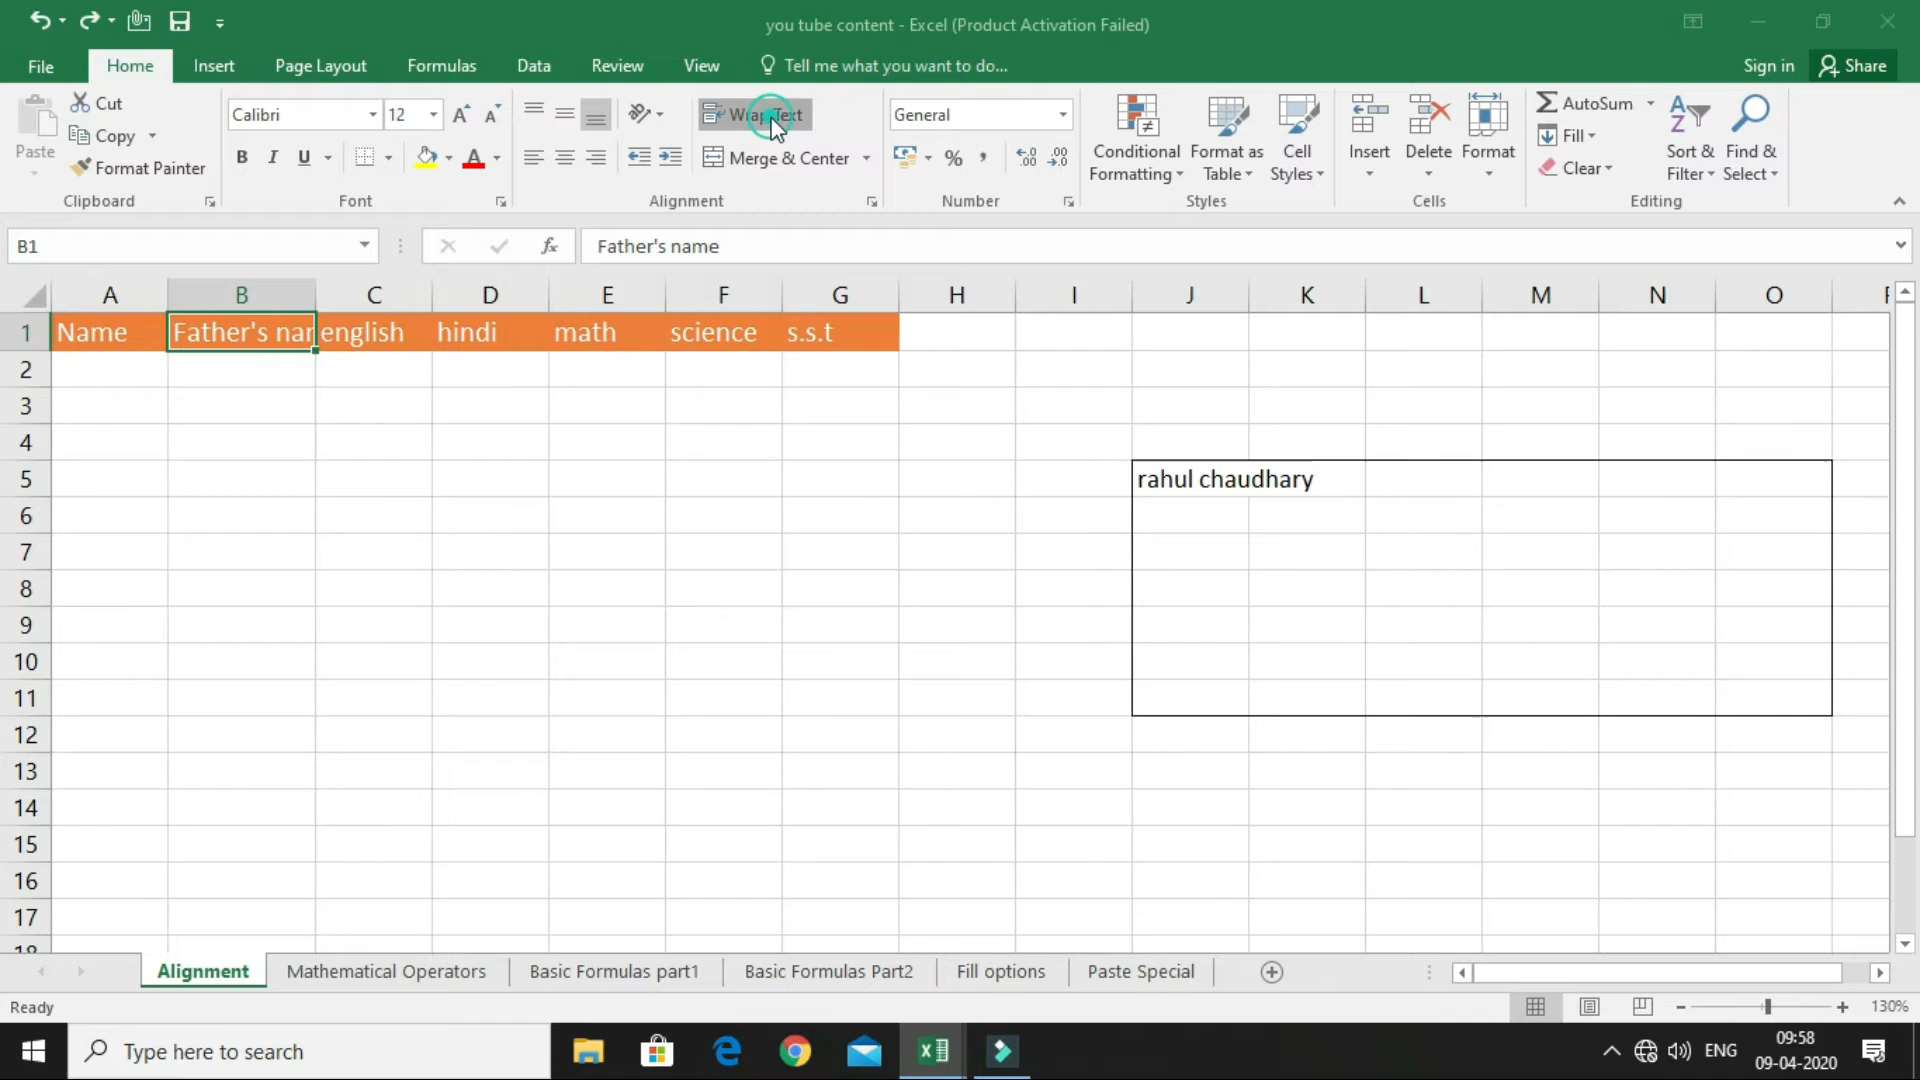 you tube content - Excel (Product Activation Failed)
File Home Insert Page Layout Formulas Data Review View Tell me what you want to do... Sign in Share
Paste
Cut
Copy
Format Painter
Clipboard
Calibri 12
B I U A
Font
Wrap Text
Merge & Center
Alignment
General
% ,
Number
Conditional Formatting
Format as Table
Cell Styles
Styles
Insert Delete Format
Cells
AutoSum
Fill
Clear
Sort & Filter
Find & Select
Editing
B1 fx Father's name
A B C D E F G H I J K L M N O
1 Name Father's nar english hindi math science s.s.t
2
3
4
5 rahul chaudhary
6
7
8
9
10
11
12
13
14
15
16
17
18
Alignment Mathematical Operators Basic Formulas part1 Basic Formulas Part2 Fill options Paste Special
Ready 130%
Type here to search ENG 09:58
09-04-2020